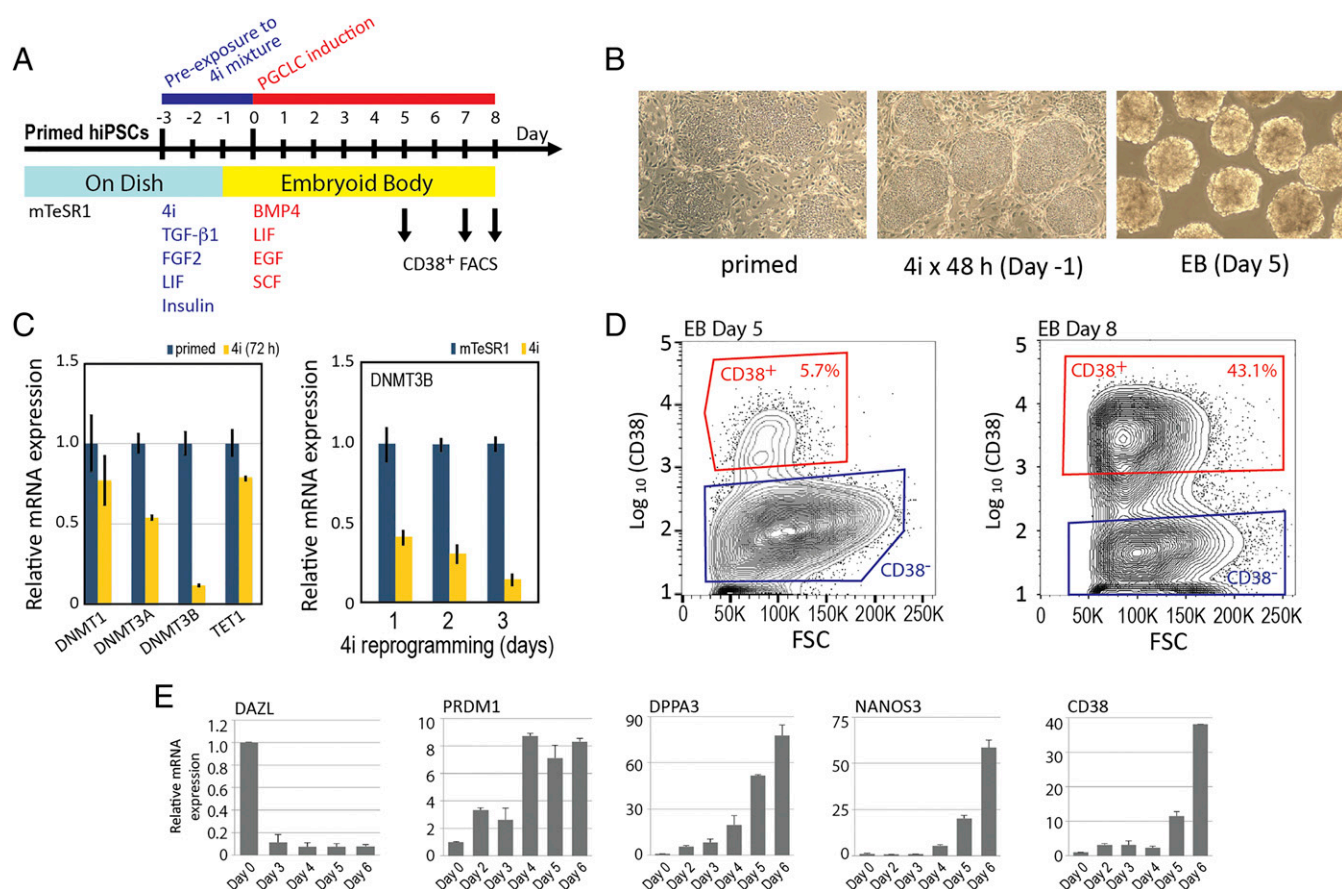 A
Pre-exposure to
4i mixture
PGCLC induction
-3 -2 -1 0 1 2 3 4 5 6 7 8 Day
Primed hiPSCs
On Dish Embryoid Body
mTeSR1 4i BMP4
TGF-β1 LIF
FGF2 EGF
LIF SCF
Insulin
CD38+ FACS
B
primed 4i x 48 h (Day -1) EB (Day 5)
C
primed 4i (72 h)
Relative mRNA expression
1.5
1.0
0.5
0
DNMT1 DNMT3A DNMT3B TET1
mTeSR1 4i
DNMT3B
Relative mRNA expression
1.5
1.0
0.5
0
1 2 3
4i reprogramming (days)
D
EB Day 5
CD38+ 5.7%
CD38-
Log 10 (CD38)
5
4
3
2
1
0 50K 100K 150K 200K 250K
FSC
EB Day 8
CD38+ 43.1%
CD38-
Log 10 (CD38)
5
4
3
2
1
0 50K 100K 150K 200K 250K
FSC
E
DAZL
Relative mRNA
expression
1.2
1.0
0.8
0.6
0.4
0.2
0
Day 0 Day 3 Day 4 Day 5 Day 6
PRDM1
10
8
6
4
2
0
Day 0 Day 2 Day 3 Day 4 Day 5 Day 6
DPPA3
90
60
30
0
Day 0 Day 2 Day 3 Day 4 Day 5 Day 6
NANOS3
75
50
25
0
Day 0 Day 2 Day 3 Day 4 Day 5 Day 6
CD38
40
30
20
10
0
Day 0 Day 2 Day 3 Day 4 Day 5 Day 6